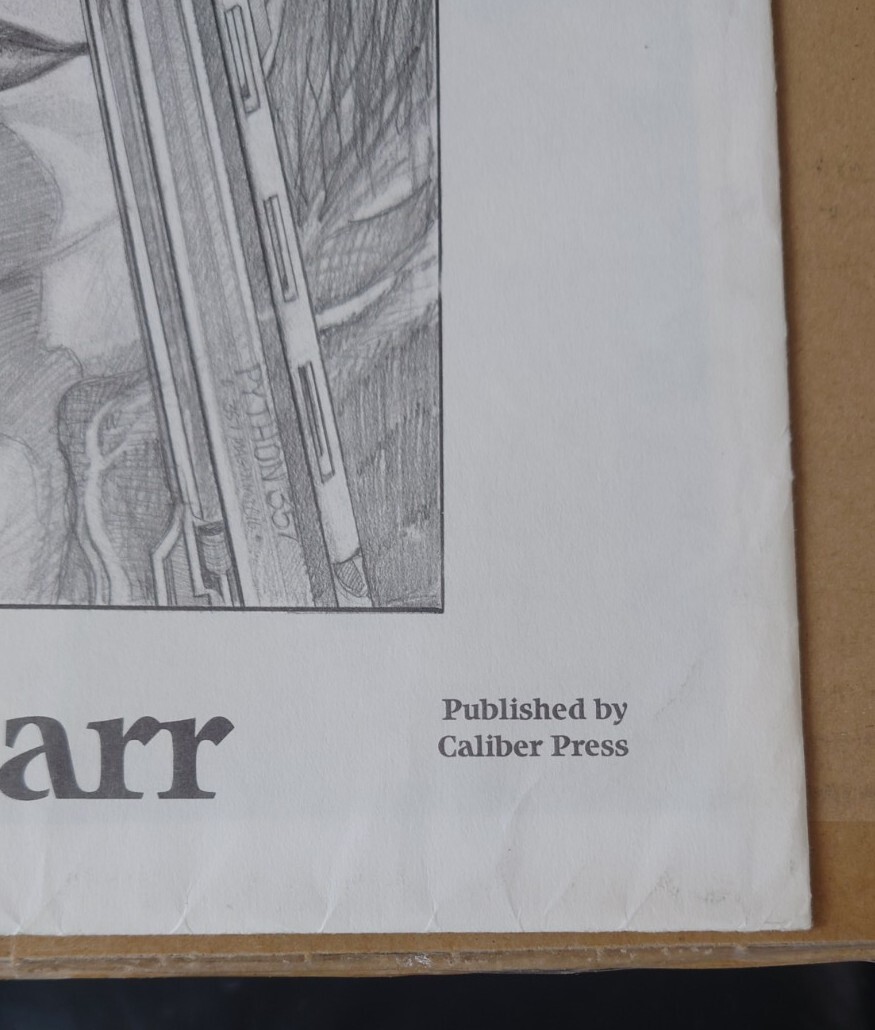 PYTHON 357
arr
Published by
Caliber Press